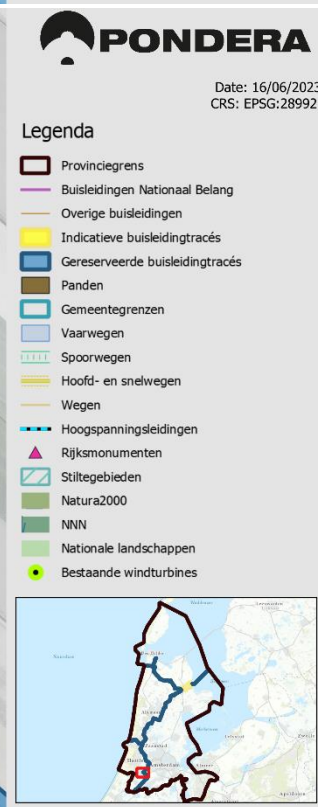 PONDERA
Date: 16/06/2023
CRS: EPSG:28992
Legenda
Provinciegrens
Buisleidingen Nationaal Belang
Overige buisleidingen
Indicatieve buisleidingtracés
Gereserveerde buisleidingtracés
Panden
Gemeentegrenzen
Vaarwegen
Spoorwegen
Hoofd- en snelwegen
Wegen
Hoogspanningsleidingen
Rijksmonumenten
Stiltegebieden
Natura2000
NNN
Nationale landschappen
Bestaande windturbines